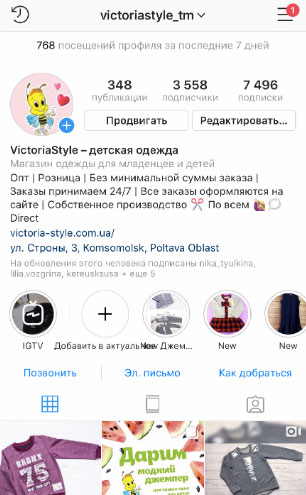 victoriastyle_tm
1
768 посещений профиля за последние 7 дней
348 3 558 7 496
публикации подписчики подписки
Продвигать Редактировать...
VictoriaStyle – детская одежда
Магазин одежды для младенцев и детей
Опт | Розница | Без минимальной суммы заказа |
Заказы принимаем 24/7 | Все заказы оформляются на
сайте | Собственное производство ✂️ По всем 🙋💭
Direct
victoria-style.com.ua/
ул. Строны, 3, Komsomolsk, Poltava Oblast
На обновления этого человека подписаны nika_tyulkina,
lilia.vozgrina, kereusksusa + еще 5
IGTV Добавить в актуальное New Джем... New New
Позвонить Эл. письмо Как добраться
BRONX
75
Дарим
модный
джемпер